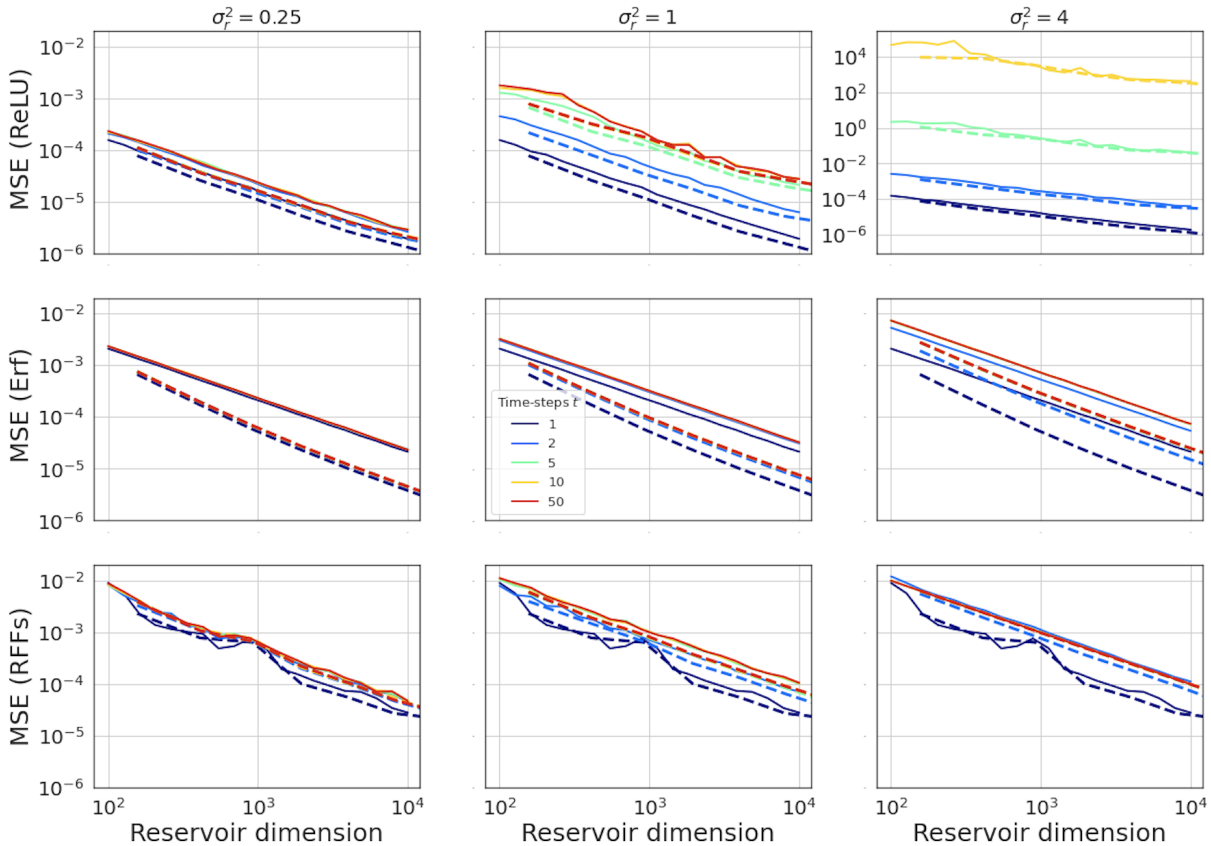 σ_r^2 = 0.25
σ_r^2 = 1
σ_r^2 = 4
MSE (ReLU)
10^−2
10^−3
10^−4
10^−5
10^−6
10^4
10^2
10^0
10^−2
10^−4
10^−6
MSE (Erf)
10^−2
10^−3
10^−4
10^−5
10^−6
Time-steps t
1
2
5
10
50
MSE (RFFs)
10^−2
10^−3
10^−4
10^−5
10^−6
10^2 10^3 10^4
10^2 10^3 10^4
10^2 10^3 10^4
Reservoir dimension
Reservoir dimension
Reservoir dimension